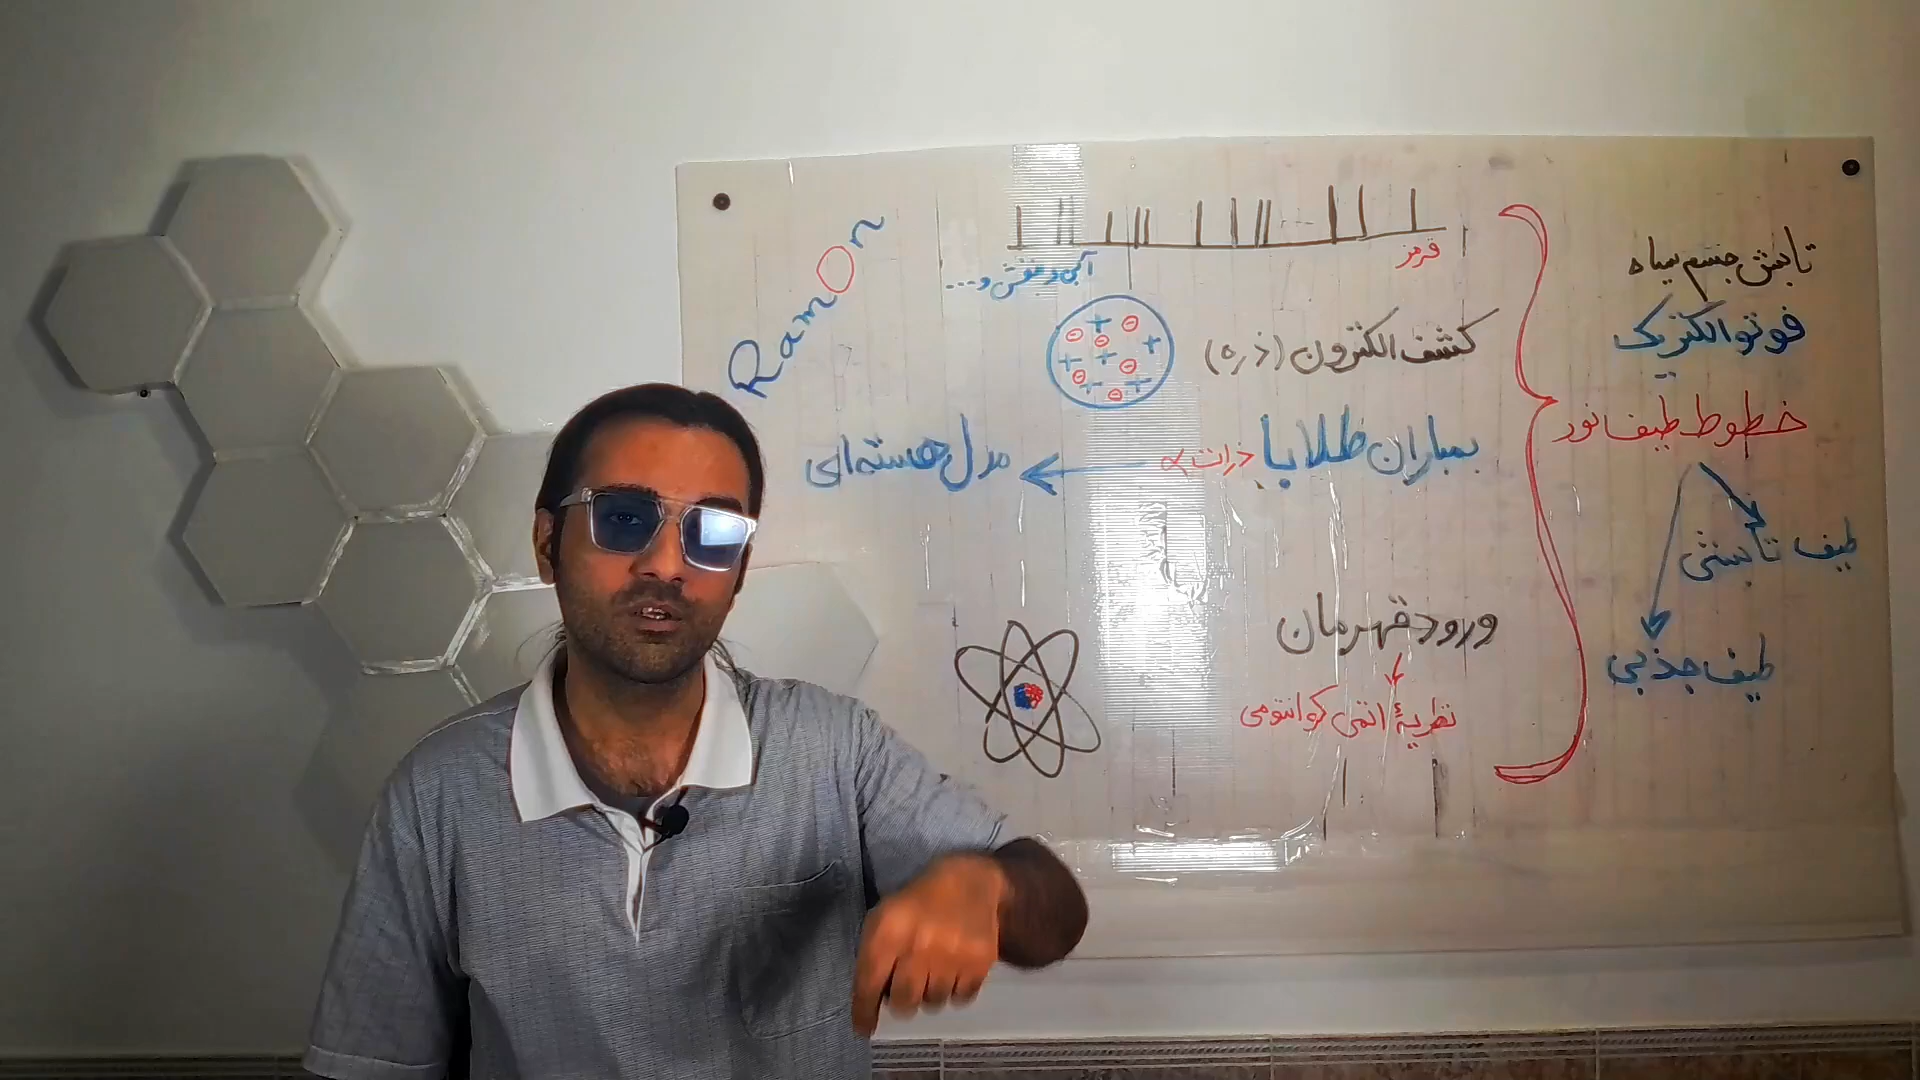 تابش جسم سیاه
فوتوالکتریک
خطوط طیف نور
طیف تابشی
طیف جذبی
قرمز
آبی و بنفش و...
کشف الکترون (ذره)
بمباران طلا با ذرات α
مدل هسته‌ای
ورود قهرمان
نظریهٔ اتمی کوانتومی
RamOn